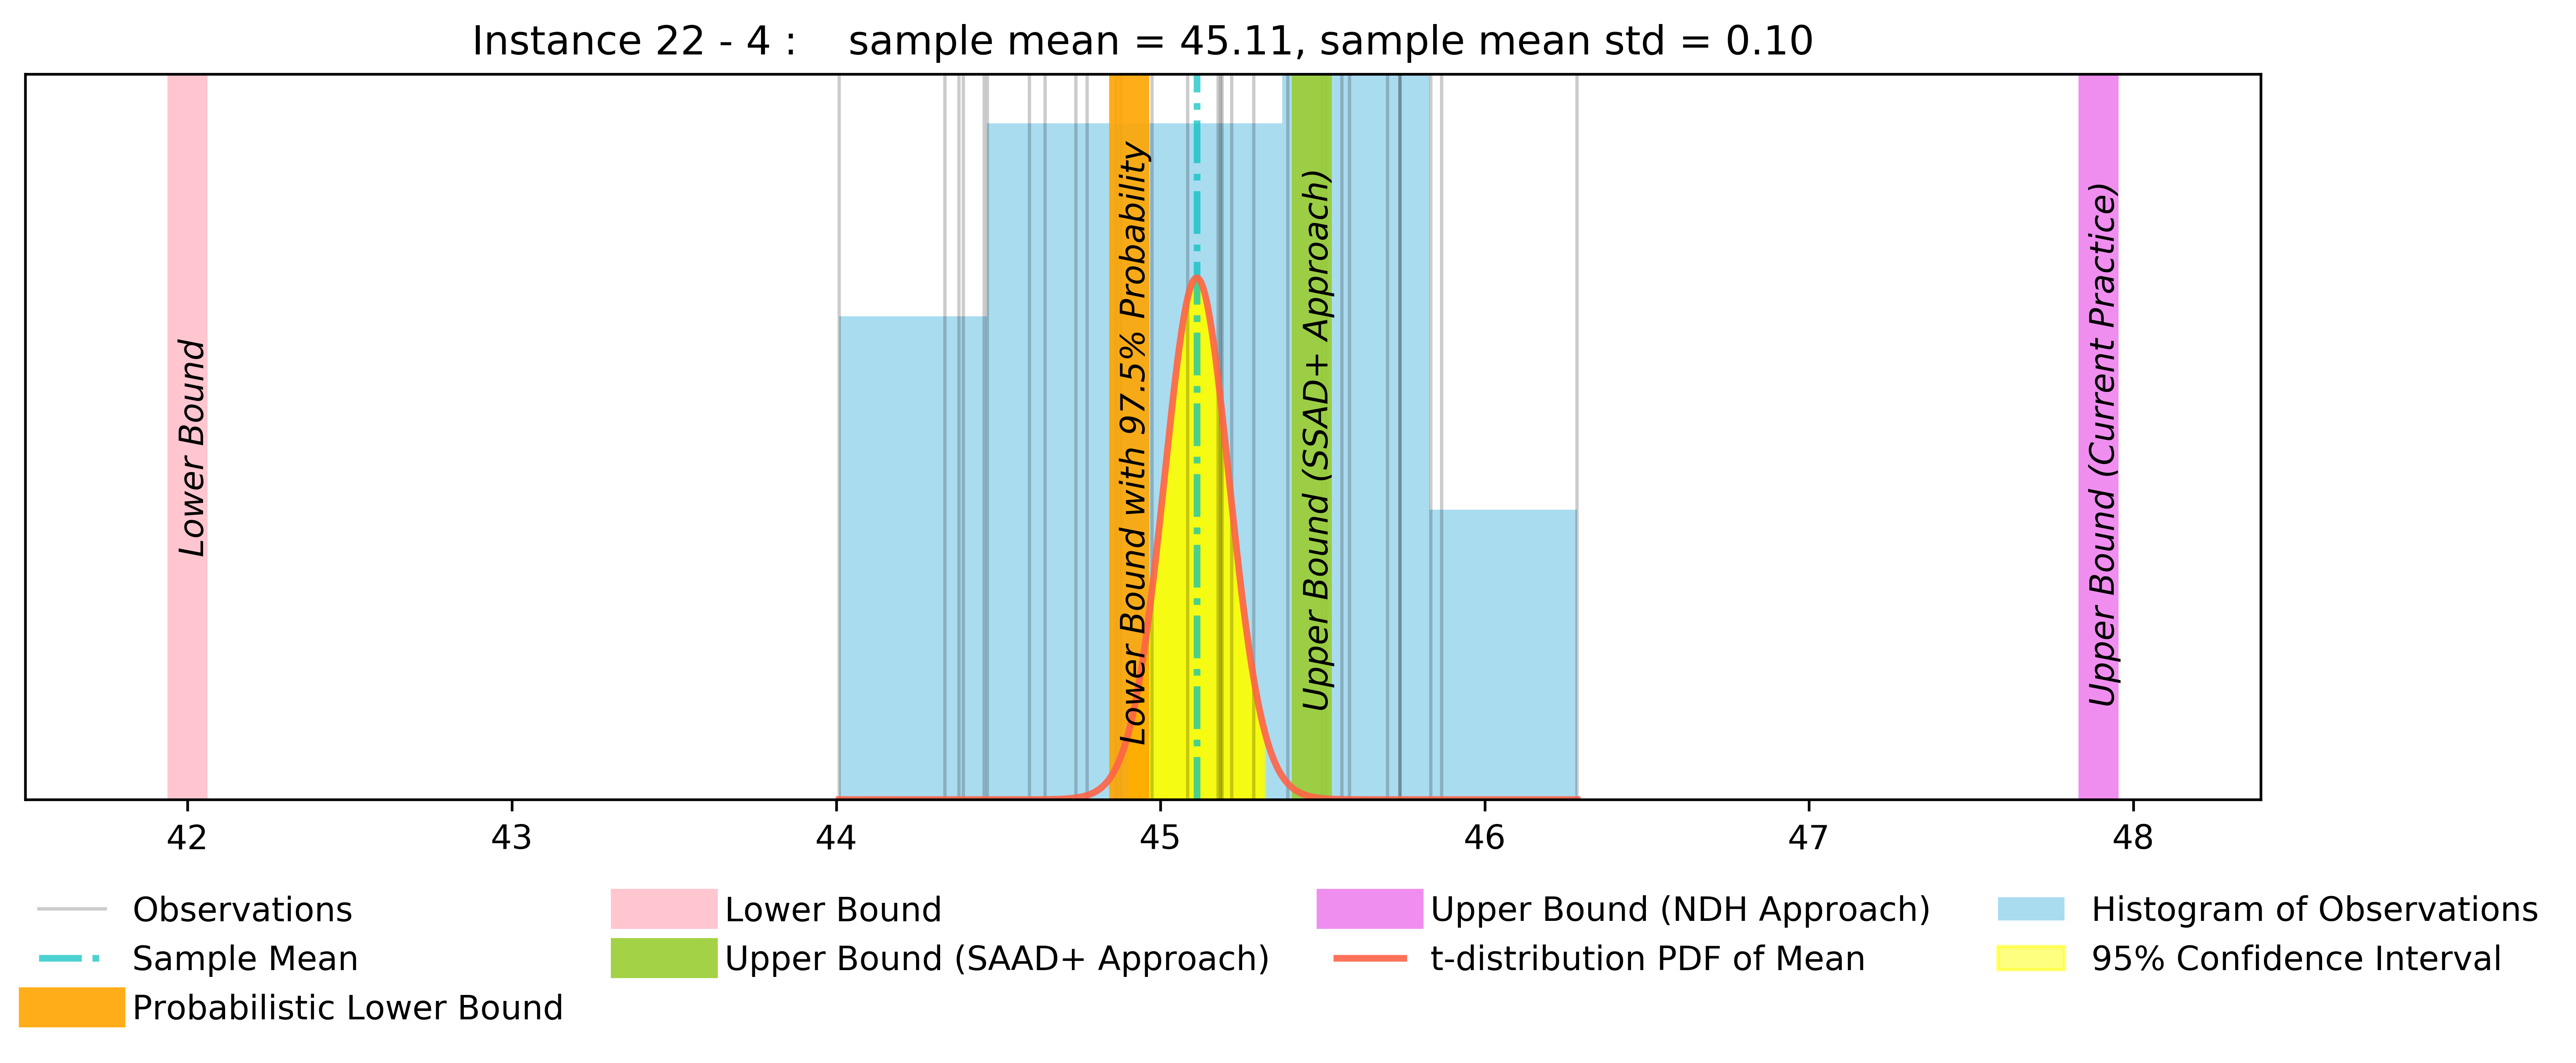 Instance 22 - 4 :    sample mean = 45.11, sample mean std = 0.10
Lower Bound
Lower Bound with 97.5% Probability
Upper Bound (SSAD+ Approach)
Upper Bound (Current Practice)
42 43 44 45 46 47 48
Observations Lower Bound Upper Bound (NDH Approach) Histogram of Observations
Sample Mean Upper Bound (SAAD+ Approach) t-distribution PDF of Mean 95% Confidence Interval
Probabilistic Lower Bound